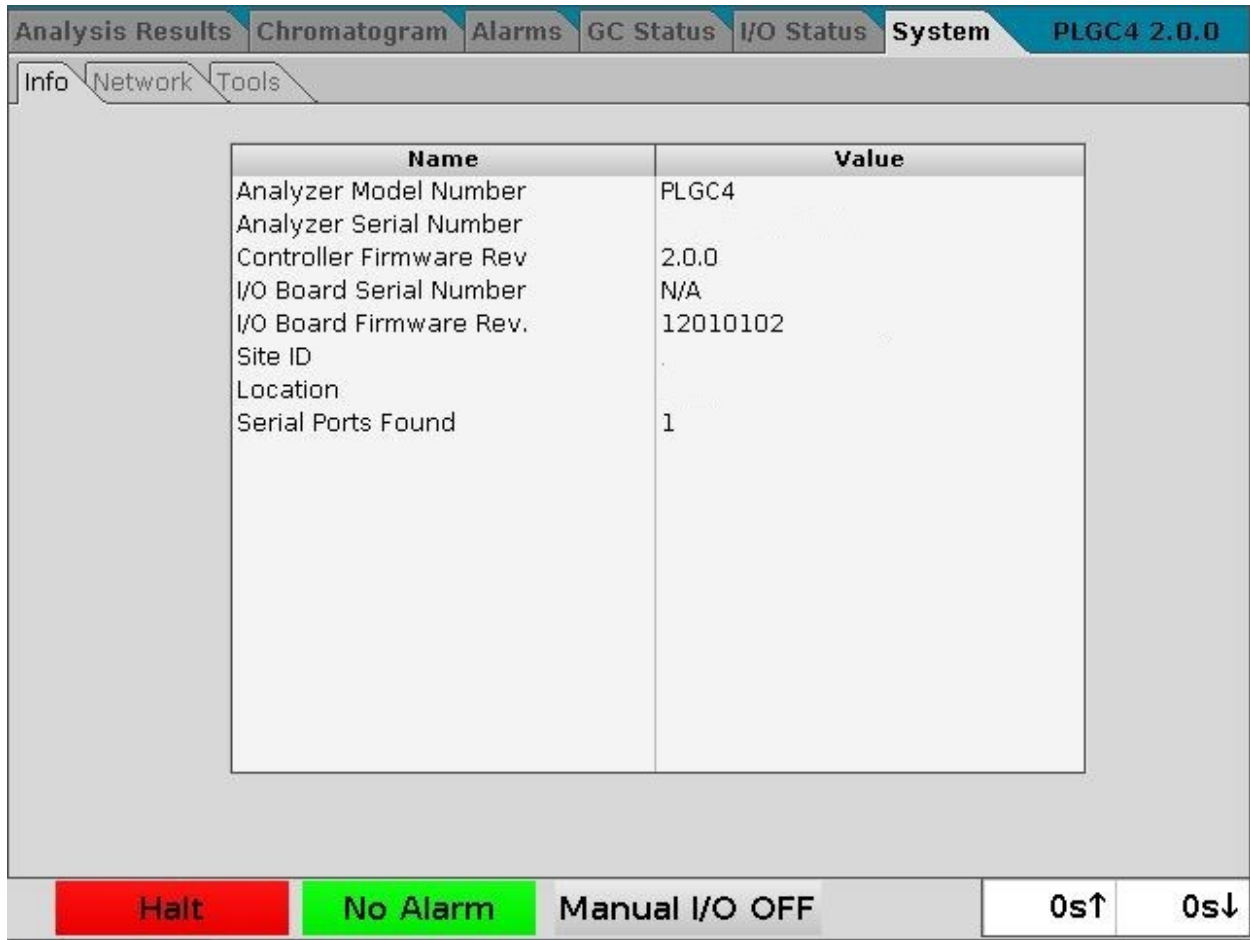 Analysis Results Chromatogram Alarms GC Status I/O Status System PLGC4 2.0.0
Info Network Tools
Name Value
Analyzer Model Number PLGC4
Analyzer Serial Number
Controller Firmware Rev 2.0.0
I/O Board Serial Number N/A
I/O Board Firmware Rev. 12010102
Site ID
Location
Serial Ports Found 1
Halt No Alarm Manual I/O OFF 0s↑ 0s↓